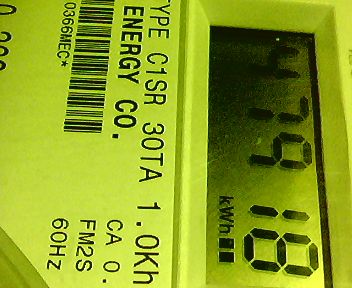 47918
kWh
TYPE C1SR 30TA 1.0Kh
ENERGY CO.
CA 0.
FM2S
60Hz
0366MEC*